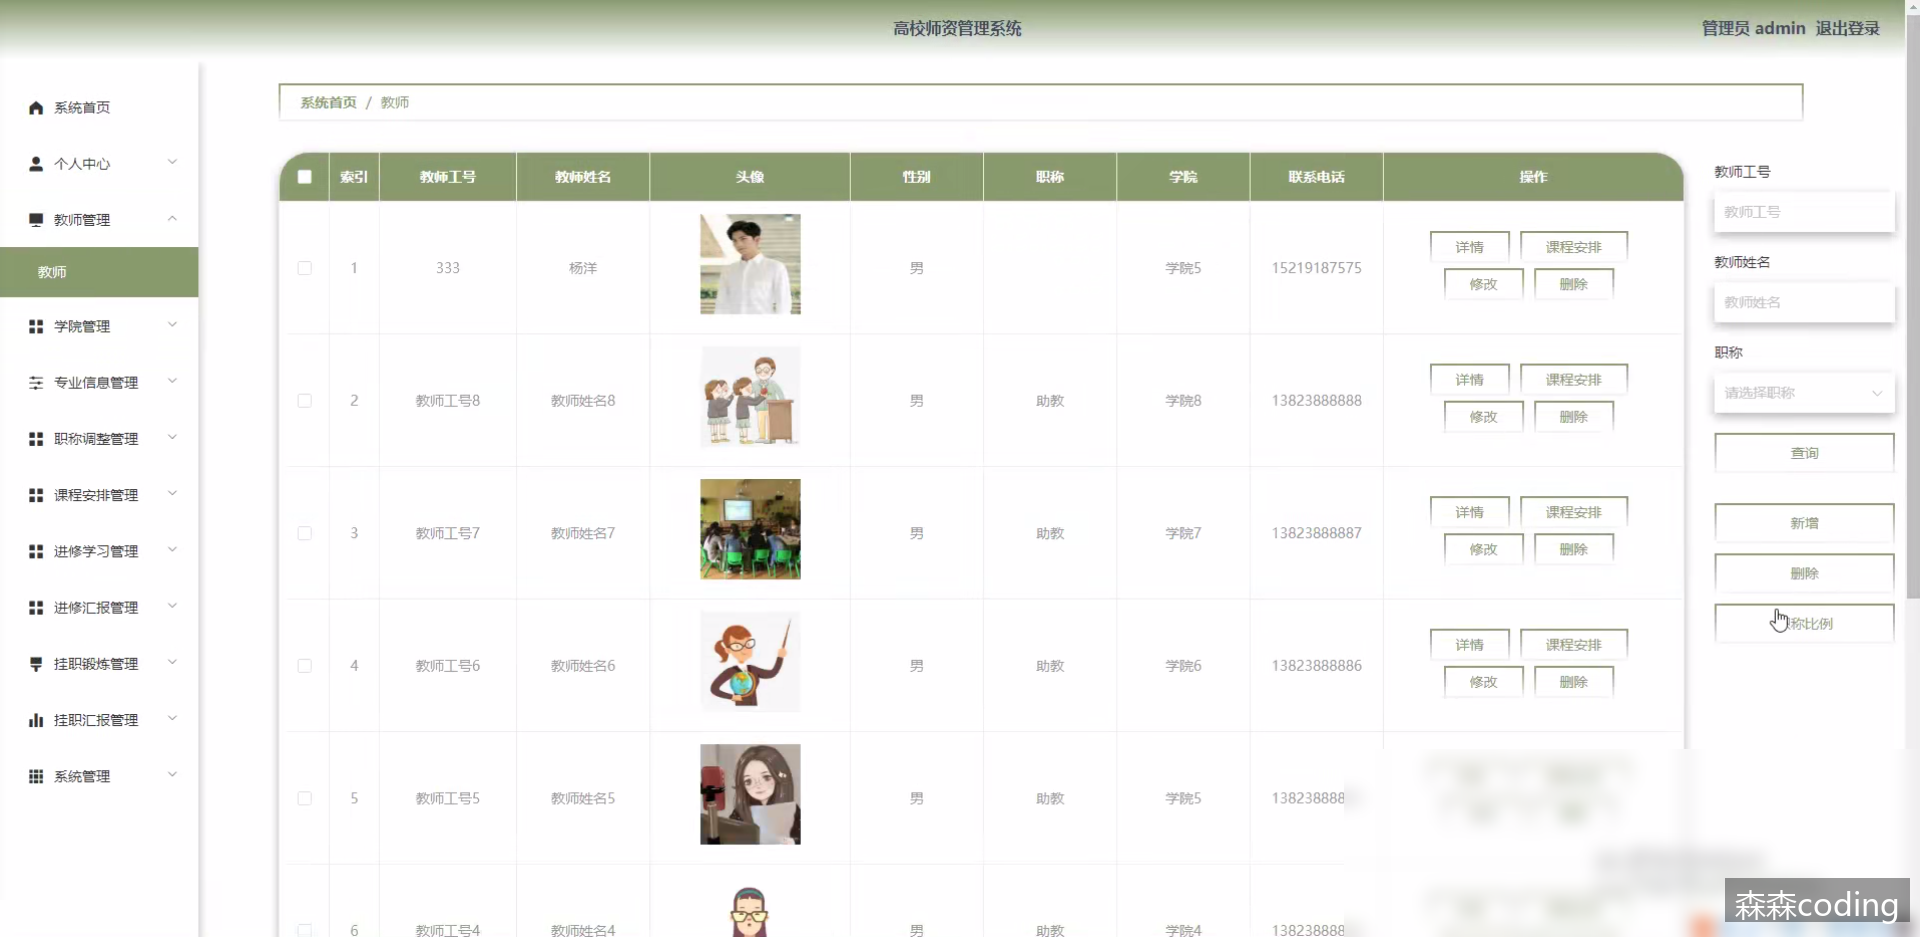 高校师资管理系统
管理员 admin 退出登录
系统首页
个人中心
教师管理
教师
学院管理
专业信息管理
职称调整管理
课程安排管理
进修学习管理
进修汇报管理
挂职锻炼管理
挂职汇报管理
系统管理
系统首页 / 教师
索引 教师工号 教师姓名 头像 性别 职称 学院 联系电话 操作
1 333 杨洋 男 学院5 15219187575
详情 课程安排
修改 删除
2 教师工号8 教师姓名8 男 助教 学院8 13823888888
详情 课程安排
修改 删除
3 教师工号7 教师姓名7 男 助教 学院7 13823888887
详情 课程安排
修改 删除
4 教师工号6 教师姓名6 男 助教 学院6 13823888886
详情 课程安排
修改 删除
5 教师工号5 教师姓名5 男 助教 学院5 138238888
6 教师工号4 教师姓名4 男 助教 学院4 138238888
教师工号
教师工号
教师姓名
教师姓名
职称
请选择职称
查询
新增
删除
称比例
森森coding